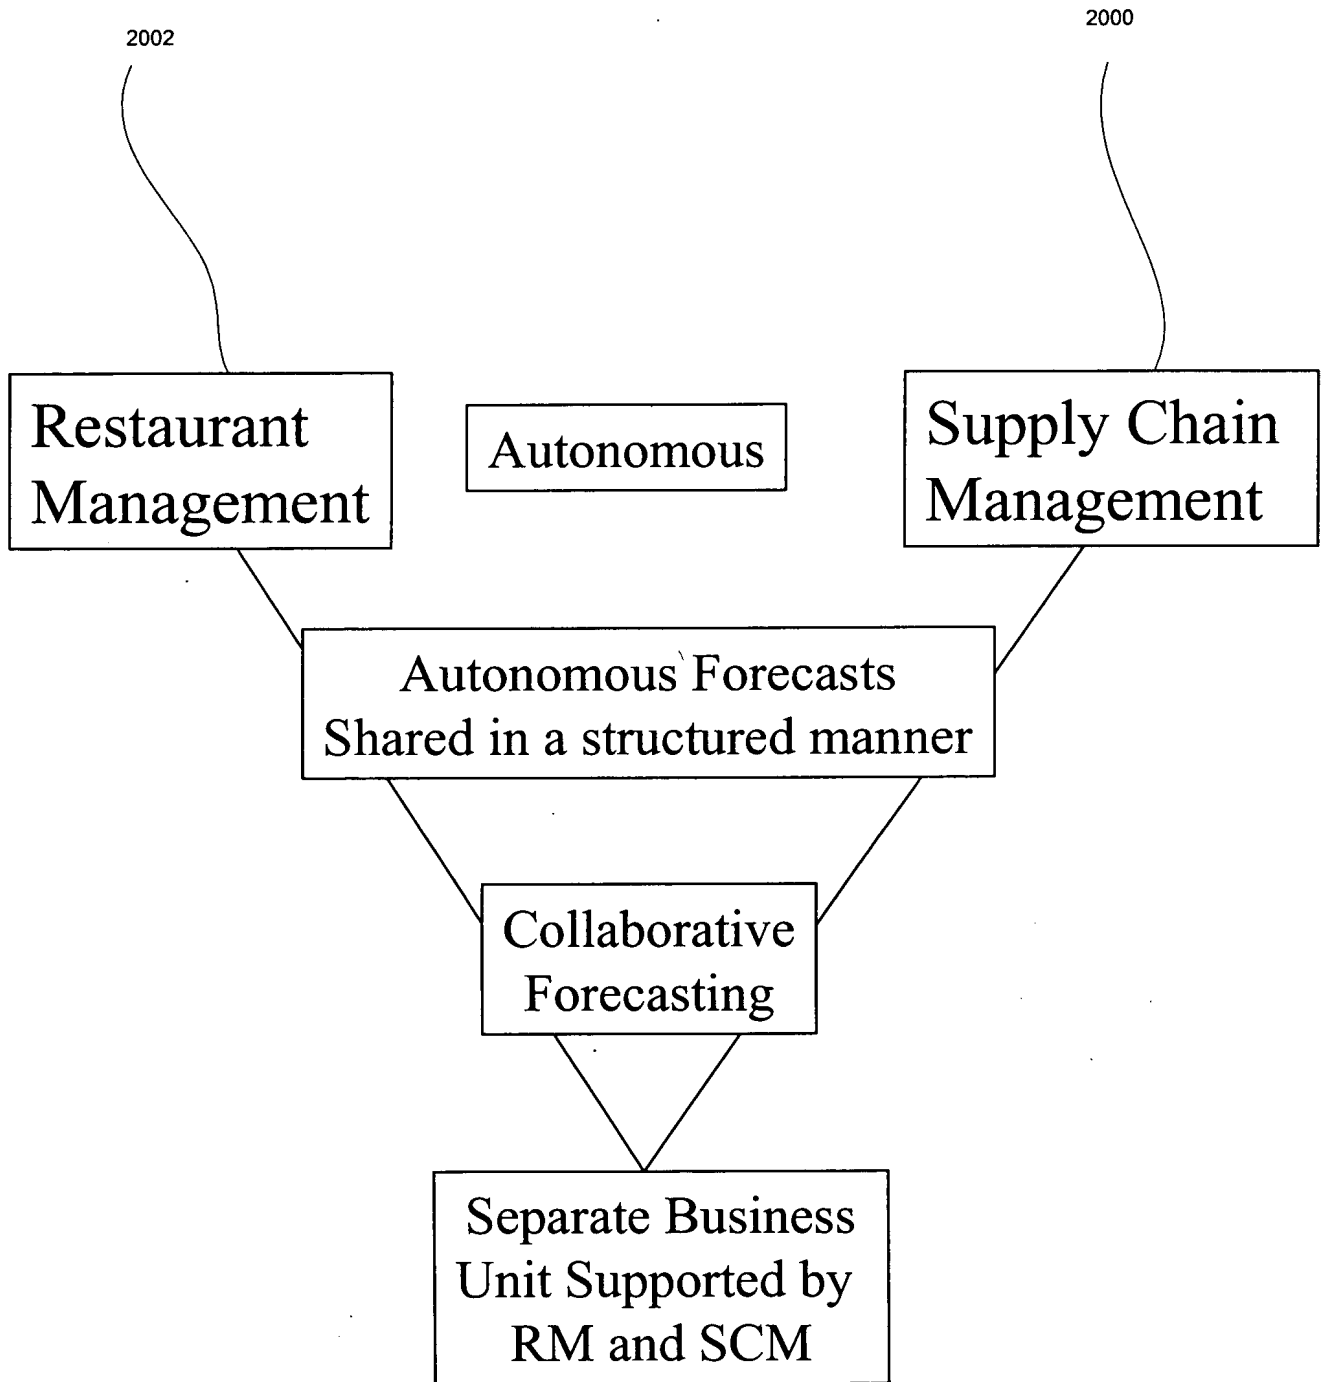 2002
2000
Restaurant
Management
Autonomous
Supply Chain
Management
Autonomous Forecasts
Shared in a structured manner
Collaborative
Forecasting
Separate Business
Unit Supported by
RM and SCM